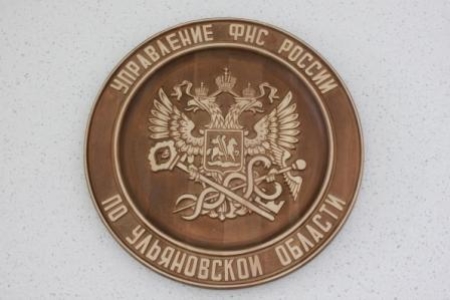 УПРАВЛЕНИЕ ФНС РОССИИ
ПО УЛЬЯНОВСКОЙ ОБЛАСТИ